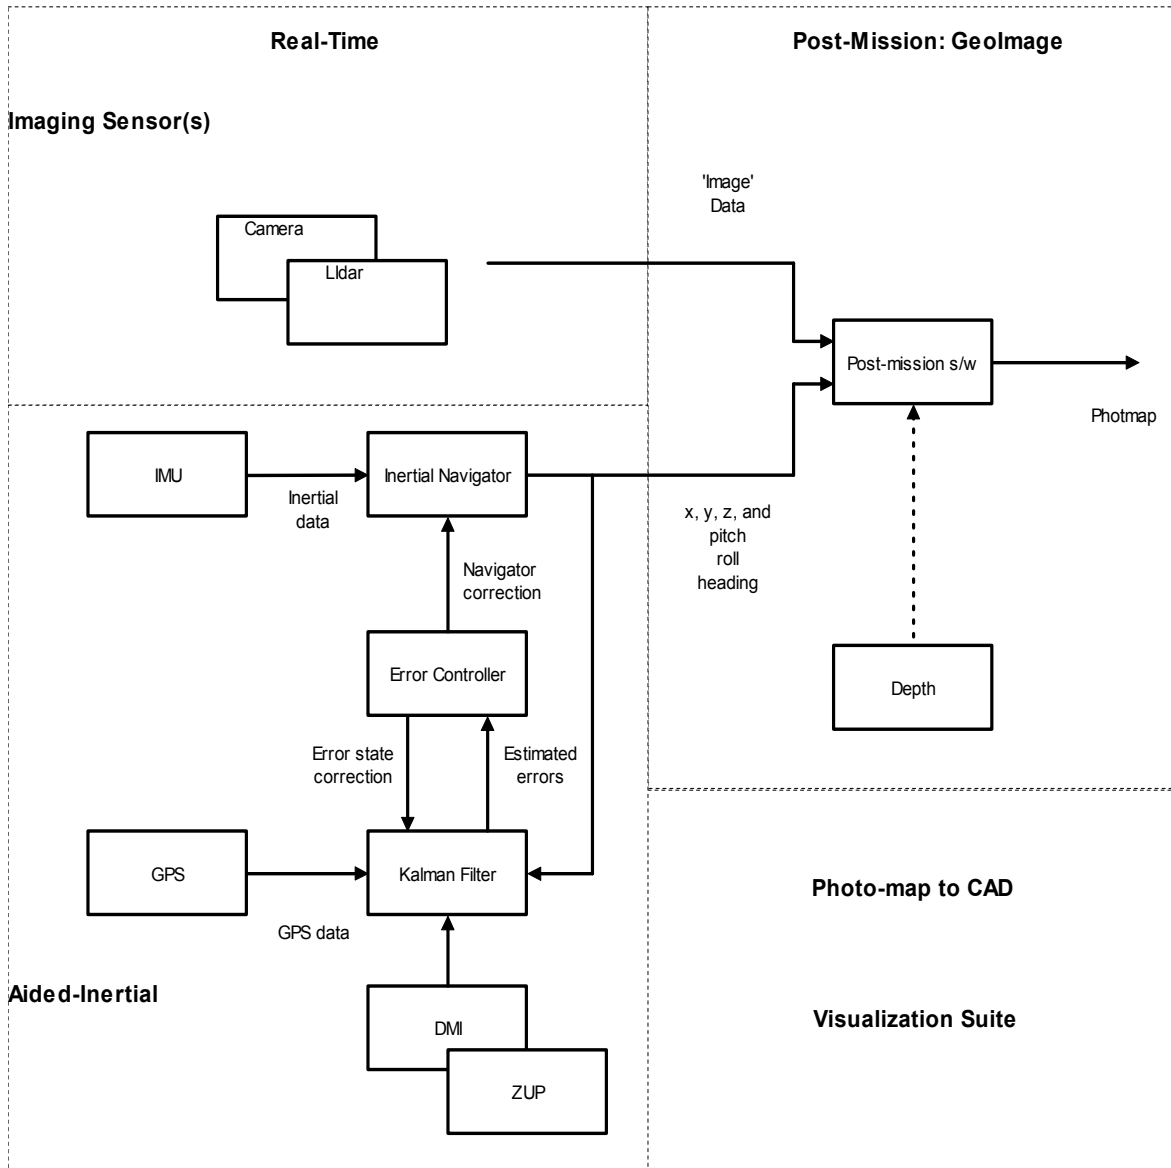 Real-Time
Post-Mission: GeoImage
Imaging Sensor(s)
'Image'
Data
Camera
LIdar
Post-mission s/w
Photmap
IMU
Inertial Navigator
Inertial
data
x, y, z, and
pitch
roll
heading
Navigator
correction
Error Controller
Depth
Error state
correction
Estimated
errors
GPS
Kalman Filter
GPS data
Photo-map to CAD
Aided-Inertial
DMI
Visualization Suite
ZUP